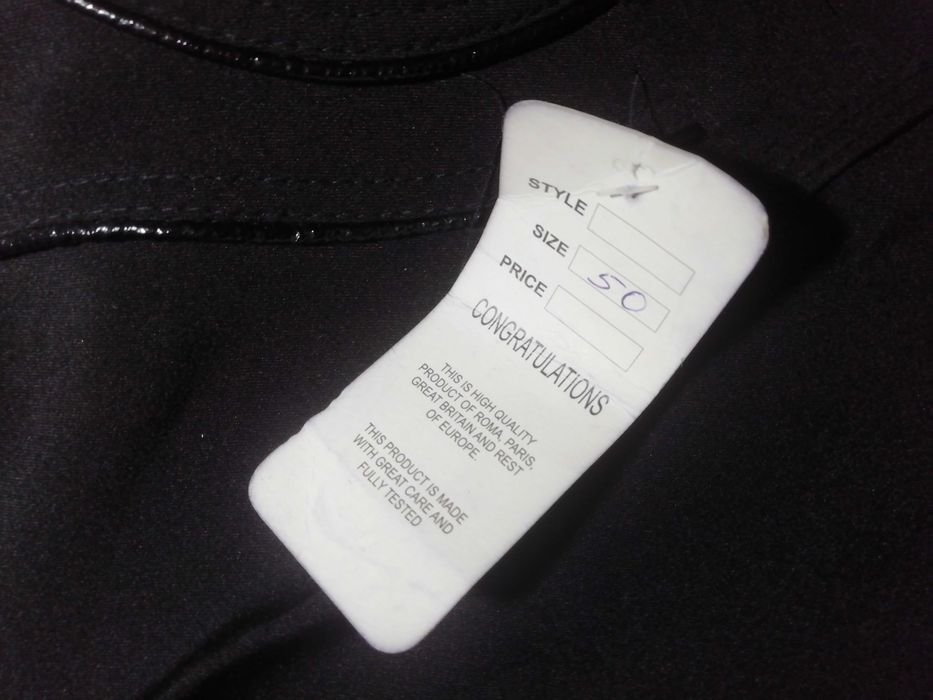 STYLE
SIZE 50
PRICE
CONGRATULATIONS
THIS IS HIGH QUALITY
PRODUCT OF ROMA, PARIS,
GREAT BRITAIN AND REST
OF EUROPE.
THIS PRODUCT IS MADE
WITH GREAT CARE AND
FULLY TESTED